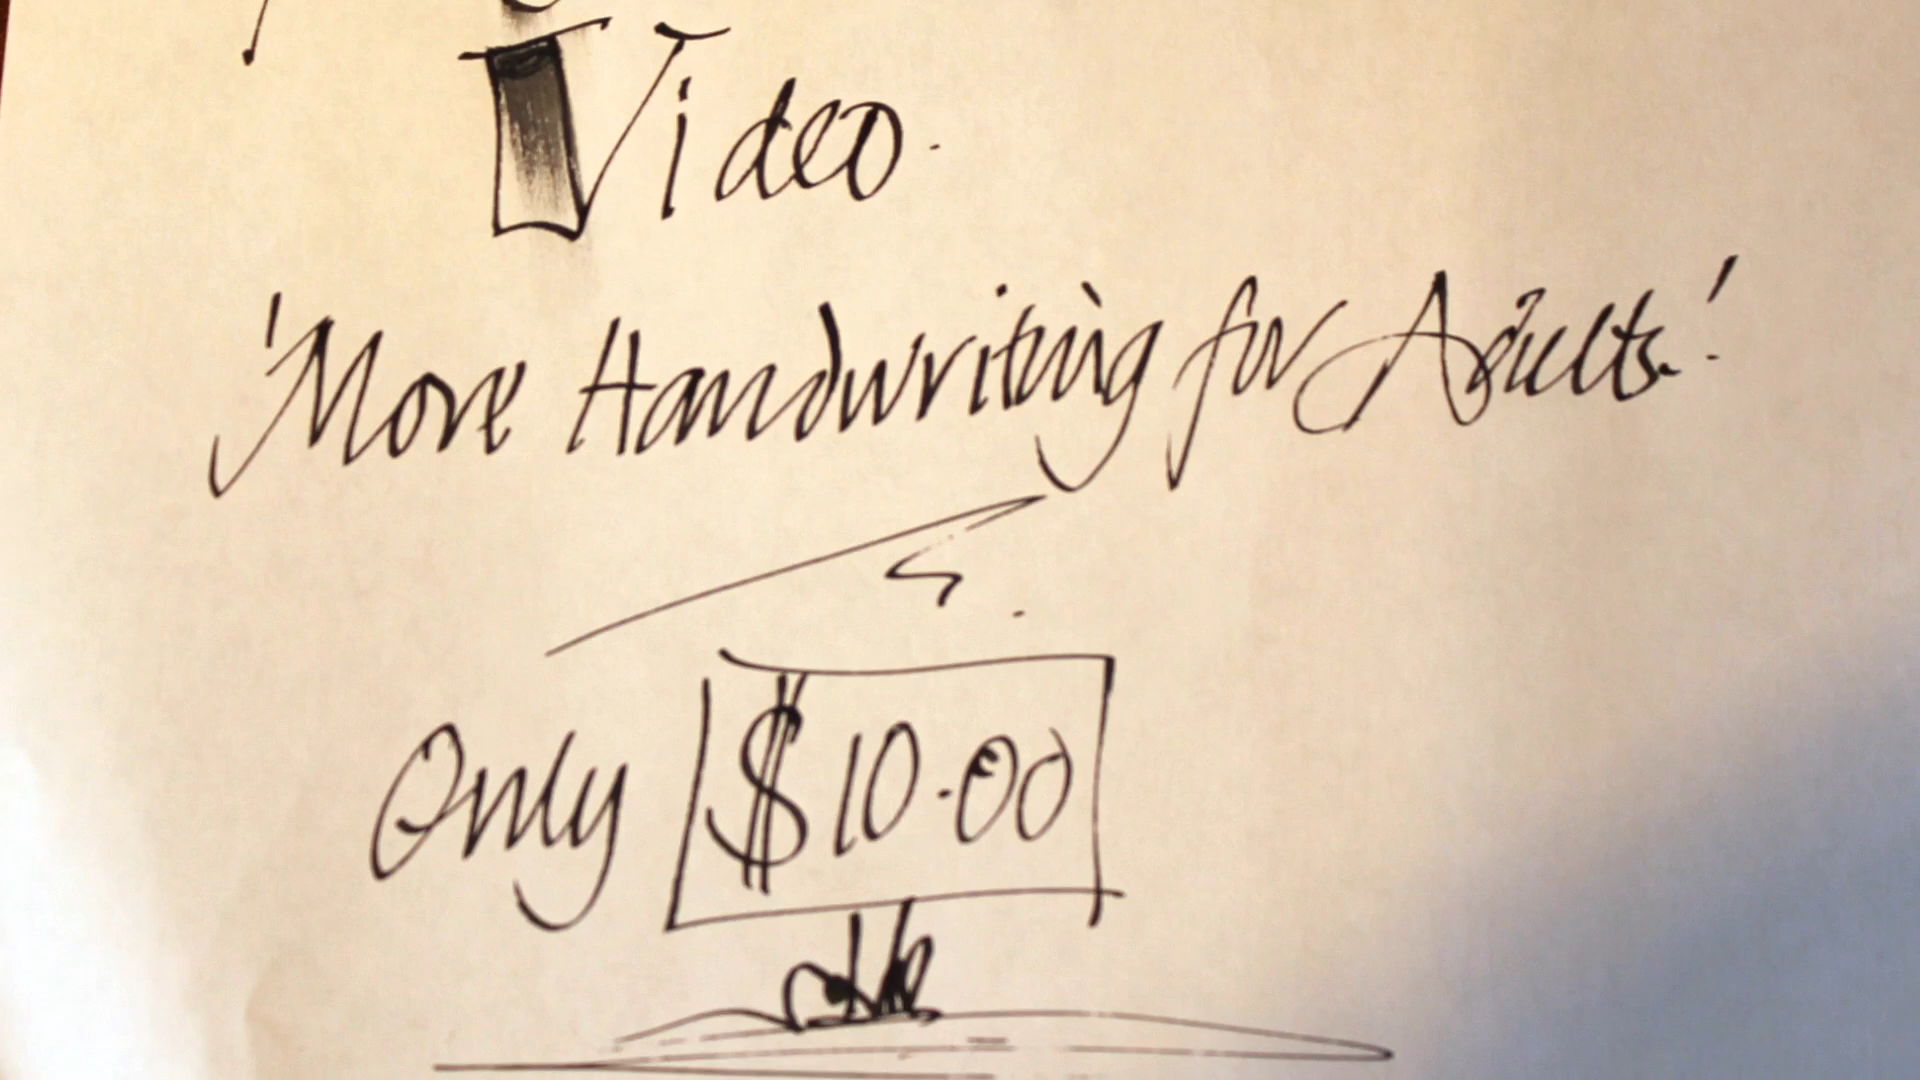 Video.
'More Handwriting for Adults.'
Only $10.00